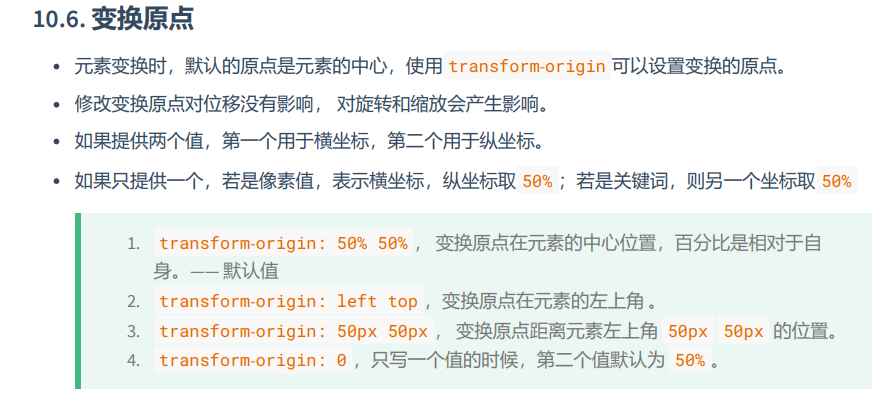 10.6. 变换原点
• 元素变换时，默认的原点是元素的中心，使用 transform-origin 可以设置变换的原点。
• 修改变换原点对位移没有影响， 对旋转和缩放会产生影响。
• 如果提供两个值，第一个用于横坐标，第二个用于纵坐标。
• 如果只提供一个，若是像素值，表示横坐标，纵坐标取 50% ；若是关键词，则另一个坐标取 50%
1. transform-origin: 50% 50% ， 变换原点在元素的中心位置，百分比是相对于自
身。—— 默认值
2. transform-origin: left top ，变换原点在元素的左上角 。
3. transform-origin: 50px 50px ， 变换原点距离元素左上角 50px 50px 的位置。
4. transform-origin: 0 ，只写一个值的时候，第二个值默认为 50% 。